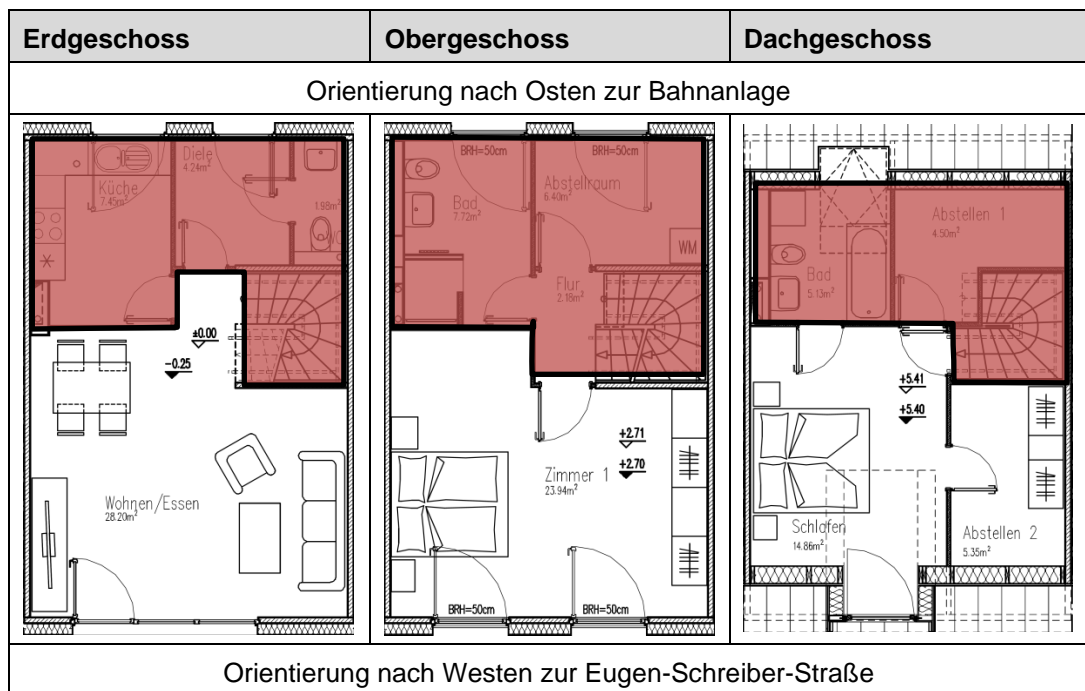 Erdgeschoss
Obergeschoss
Dachgeschoss
Orientierung nach Osten zur Bahnanlage
Diele
4.24m²
Küche
7.45m²
1.98m²
WC
±0.00
-0.25
Wohnen/Essen
28.20m²
BRH=50cm
BRH=50cm
Abstellraum
6.40m²
Bad
7.72m²
WM
Flur
2.18m²
+2.71
+2.70
Zimmer 1
23.94m²
BRH=50cm
BRH=50cm
Abstellen 1
4.50m²
Bad
5.13m²
+5.41
+5.40
Schlafen
14.86m²
Abstellen 2
5.35m²
Orientierung nach Westen zur Eugen-Schreiber-Straße